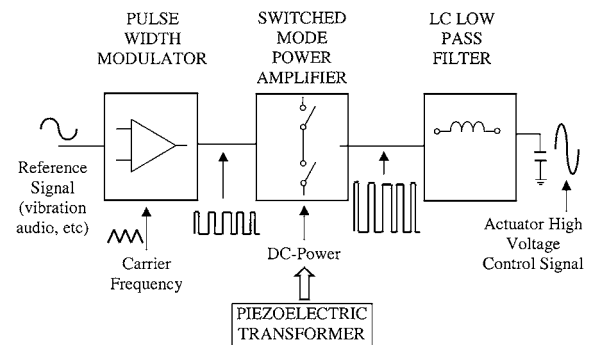 PULSE
WIDTH
MODULATOR
SWITCHED
MODE
POWER
AMPLIFIER
LC LOW
PASS
FILTER
Reference
Signal
(vibration
audio, etc)
Carrier
Frequency
DC-Power
PIEZOELECTRIC
TRANSFORMER
Actuator High
Voltage
Control Signal